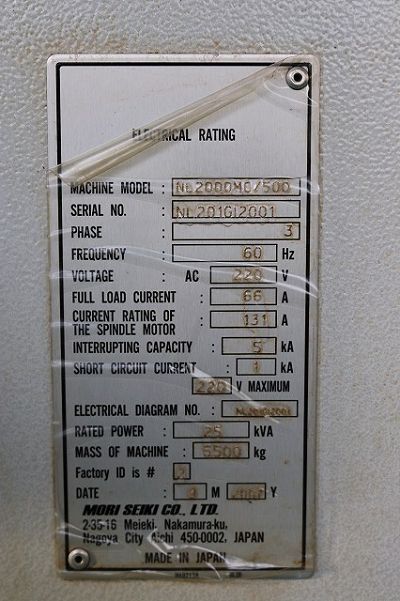 ELECTRICAL RATING
MACHINE MODEL : NL2000MC/500
SERIAL NO. : NL201GI2001
PHASE : 3
FREQUENCY : 60 Hz
VOLTAGE : AC 220 V
FULL LOAD CURRENT : 66 A
CURRENT RATING OF
THE SPINDLE MOTOR : 131 A
INTERRUPTING CAPACITY : 5 kA
SHORT CIRCUIT CURRENT : 1 kA
220 V MAXIMUM
ELECTRICAL DIAGRAM NO. :
RATED POWER : 25 kVA
MASS OF MACHINE : 5500 kg
Factory ID is # 2
DATE : 9 M Y
MORI SEIKI CO., LTD.
2-35-16 Meieki, Nakamura-ku,
Nagoya City Aichi 450-0002, JAPAN
MADE IN JAPAN